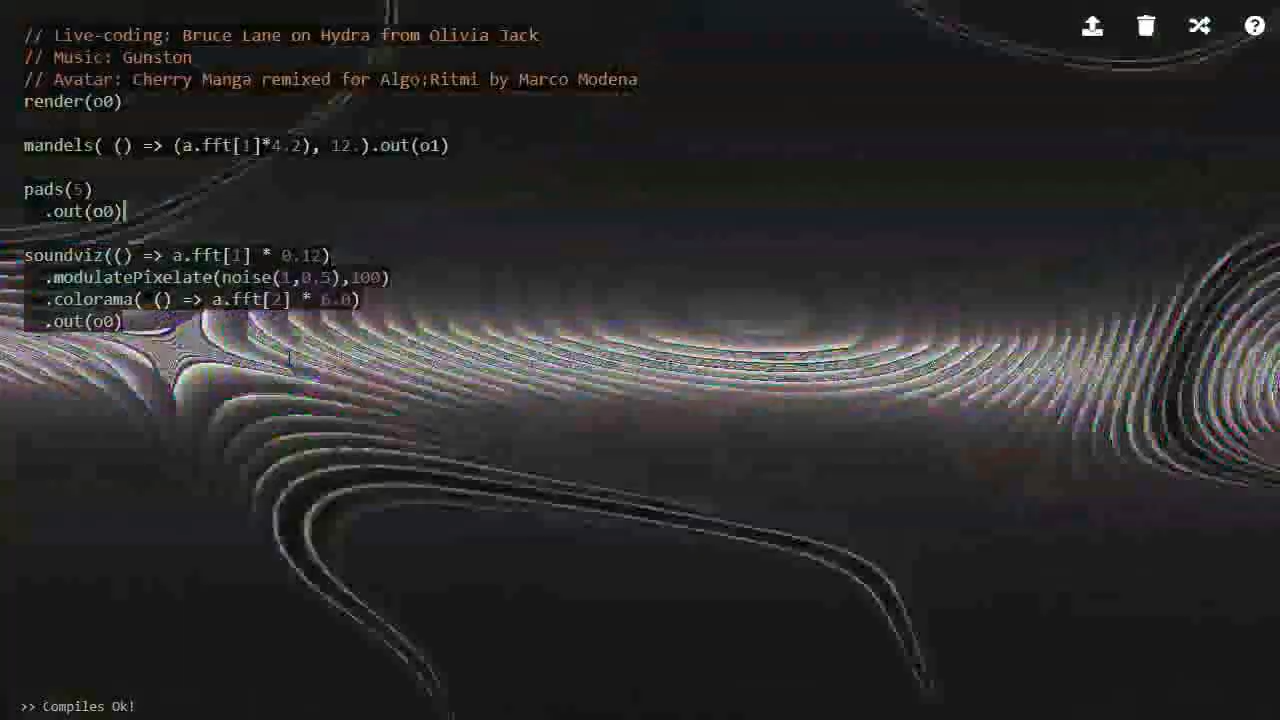 // Live-coding: Bruce Lane on Hydra from Olivia Jack
// Music: Gunston
// Avatar: Cherry Manga remixed for Algo;Ritmi by Marco Modena
render(o0)
mandels( () => (a.fft[1]*4.2), 12.).out(o1)
pads(5)
.out(o0)
soundviz(() => a.fft[1] * 0.12)
.modulatePixelate(noise(1,0.5),100)
.colorama( () => a.fft[2] * 6.0)
.out(o0)
>> Compiles Ok!